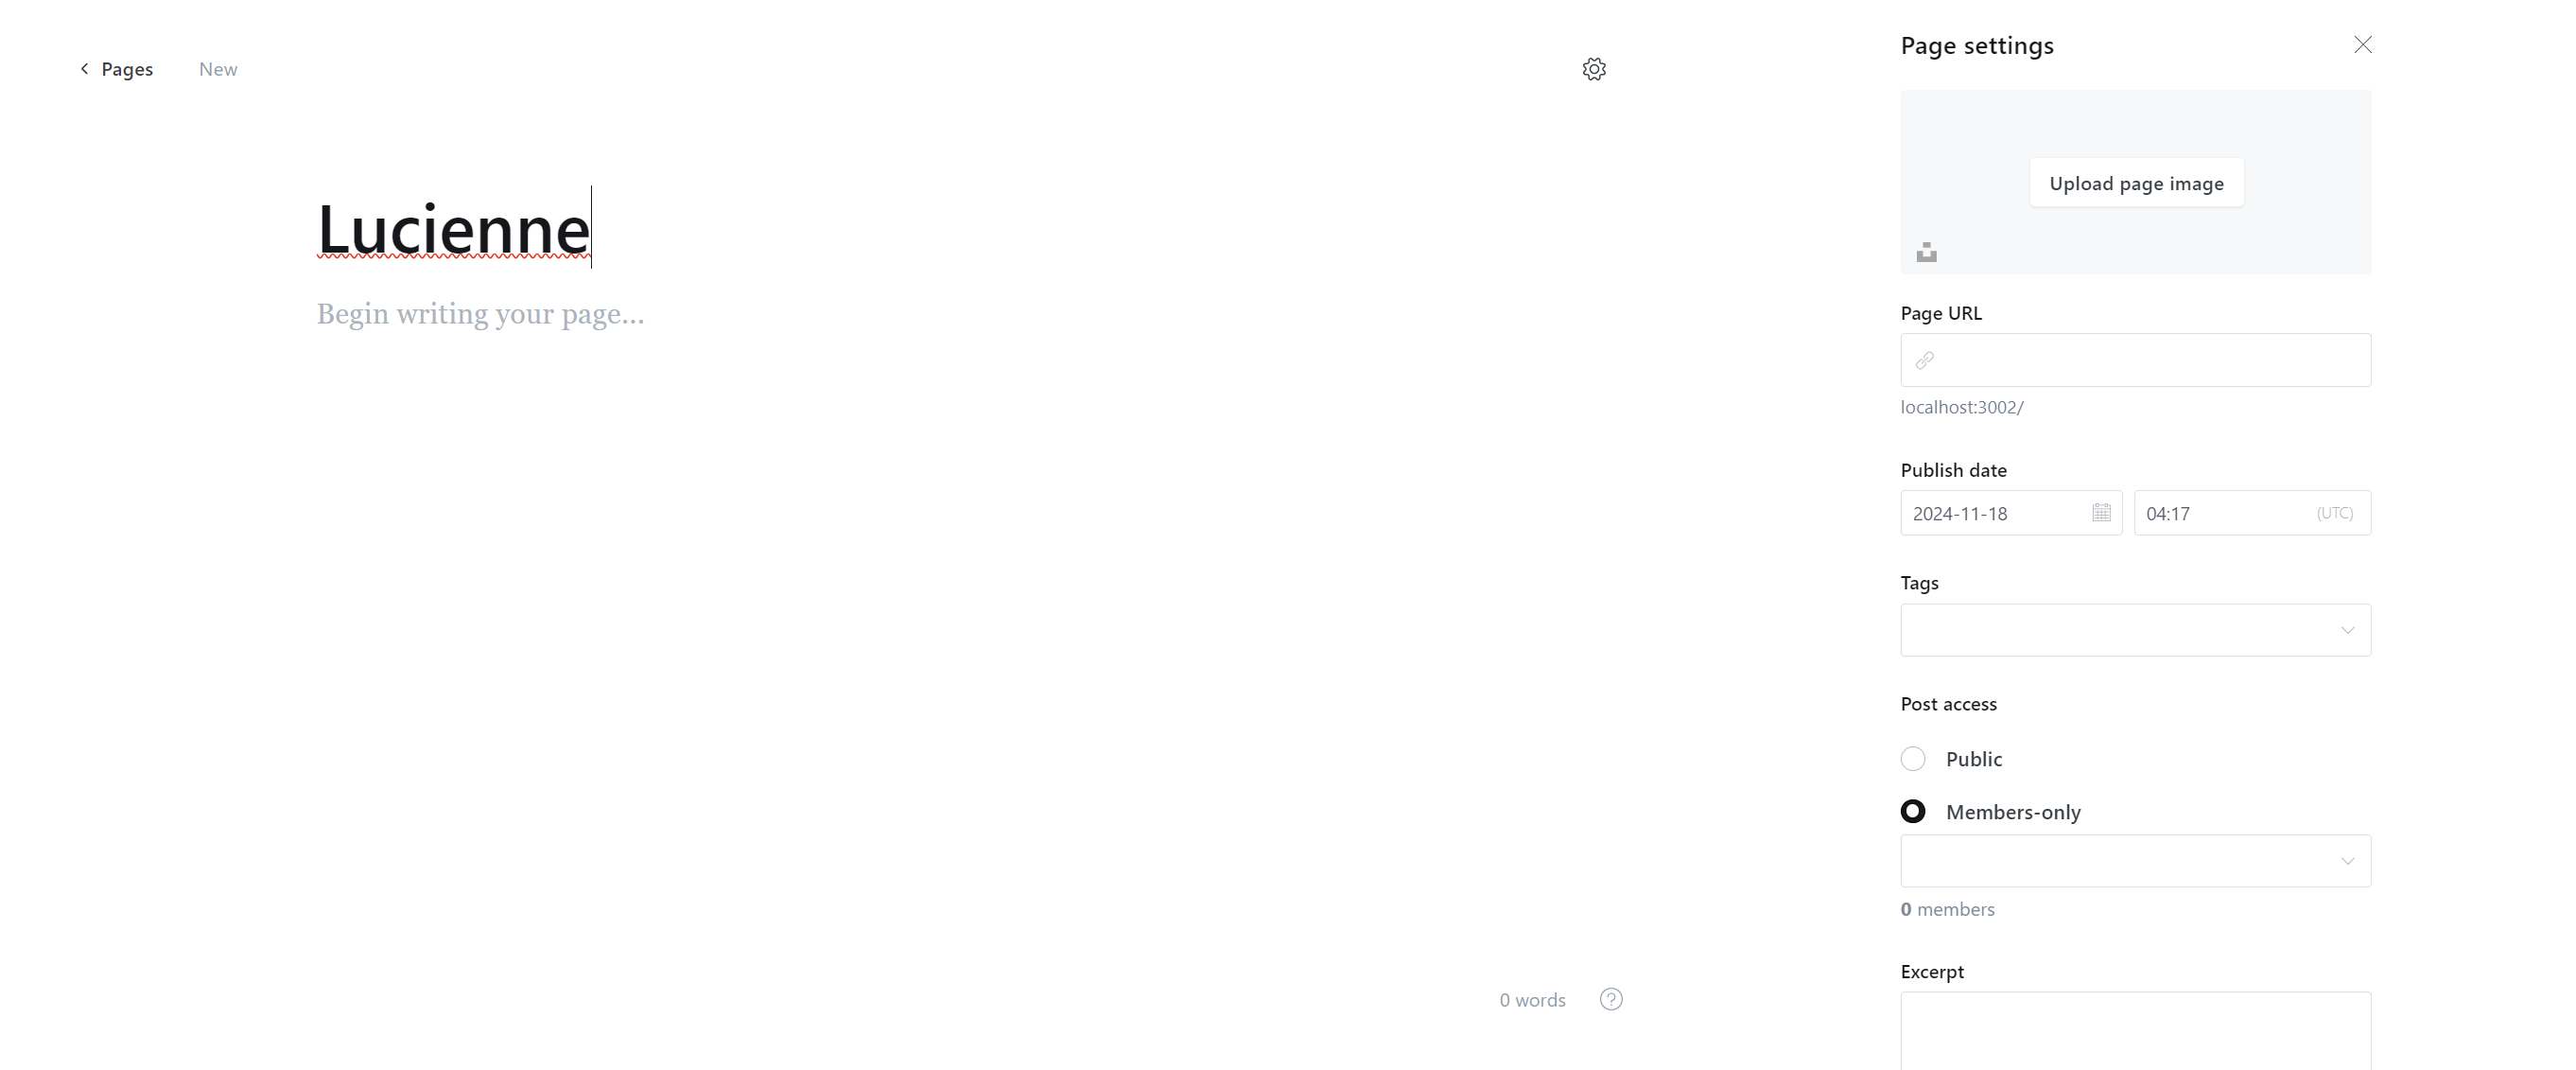 Pages New
Lucienne
Begin writing your page...
0 words
?
Page settings
Upload page image
Page URL
localhost:3002/
Publish date
2024-11-18 04:17 (UTC)
Tags
Post access
Public
Members-only
0 members
Excerpt